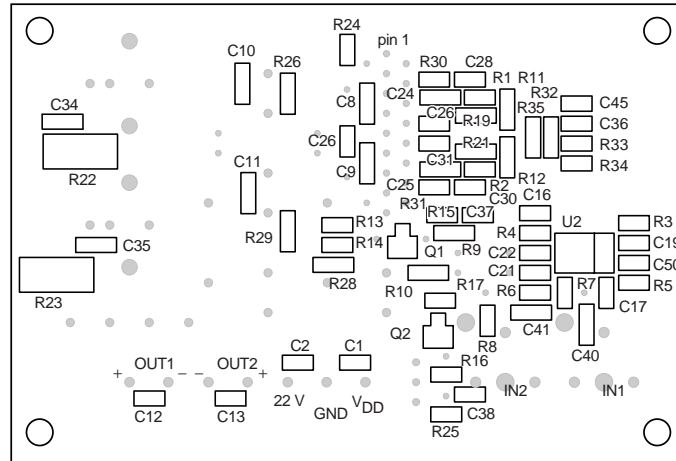 R24
pin 1
C10
R26
R30
C28
R1
R11
C8
C24
R32
C45
C34
R35
C26
R19
C36
C26
R21
R33
R22
C9
C31
R12
R34
C11
C25
R2
C30
C16
R31
R15
C37
U2
R3
R13
R4
C35
R29
R14
Q1
R9
C22
C19
C50
R28
C21
R23
R10
R17
R6
R7
R5
C17
C41
Q2
R8
C40
C2
C1
R16
+
OUT1
−
−
OUT2
+
IN2
IN1
C12
C13
22 V
GND
VDD
C38
R25